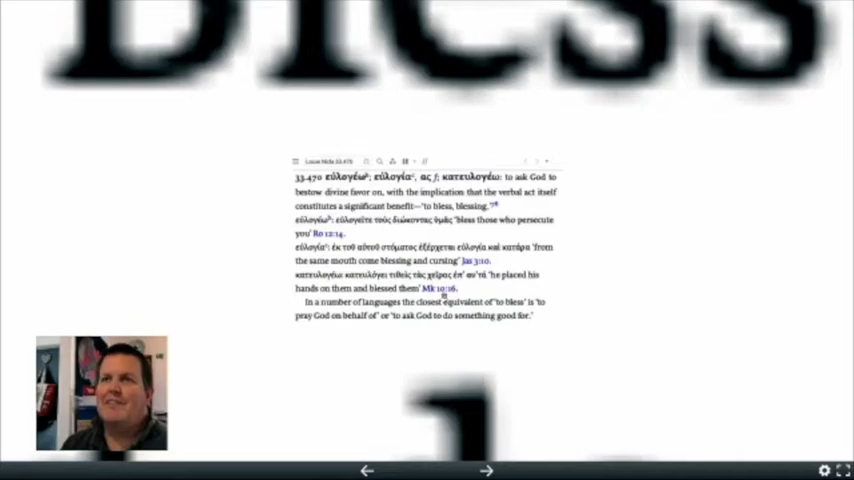 Bless
Louw Nida 33.470
33.470 εὐλογέωᵇ; εὐλογίαᶜ, ας f; κατευλογέω: to ask God to
bestow divine favor on, with the implication that the verbal act itself
constitutes a significant benefit—‘to bless, blessing.’⁷⁸
εὐλογέωᵇ: εὐλογεῖτε τοὺς διώκοντας ὑμᾶς ‘bless those who persecute
you’ Ro 12:14.
εὐλογίαᶜ: ἐκ τοῦ αὐτοῦ στόματος ἐξέρχεται εὐλογία καὶ κατάρα ‘from
the same mouth come blessing and cursing’ Jas 3:10.
κατευλογέω: κατευλόγει τιθεὶς τὰς χεῖρας ἐπ’ αν’τά ‘he placed his
hands on them and blessed them’ Mk 10:16.
In a number of languages the closest equivalent of ‘to bless’ is ‘to
pray God on behalf of’ or ‘to ask God to do something good for.’